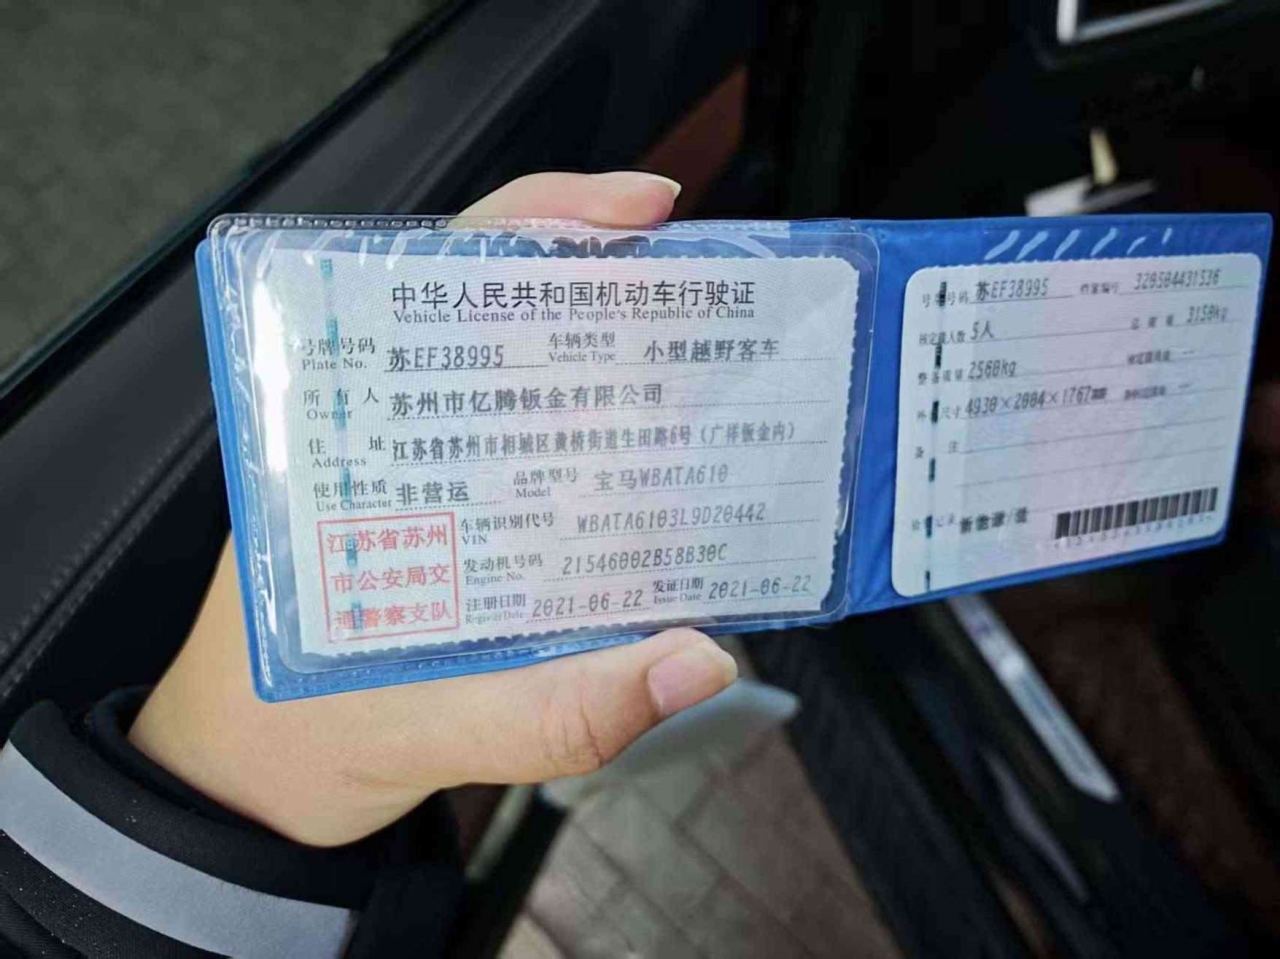 中华人民共和国机动车行驶证
Vehicle License of the People's Republic of China
号牌号码 苏EF38995 车辆类型 小型越野客车
Plate No. Vehicle Type
所有人 苏州市亿腾钣金有限公司
Owner
住址 江苏省苏州市相城区黄桥街道生田路6号（广祥钣金内）
Address
使用性质 非营运 品牌型号 宝马WBATA610
Use Character Model
江苏省苏州
市公安局交
通警察支队
车辆识别代号 WBATA6103L9D20442
VIN
发动机号码 21546002B58B30C
Engine No.
注册日期 2021-06-22 发证日期 2021-06-22
Register Date Issue Date
号牌号码 苏EF38995 档案编号 320504431536
核定载人数 5人 总质量 3150kg
整备质量 2560kg 核定载质量 --
外廓尺寸 4930×2004×1767mm --
备注
检验记录